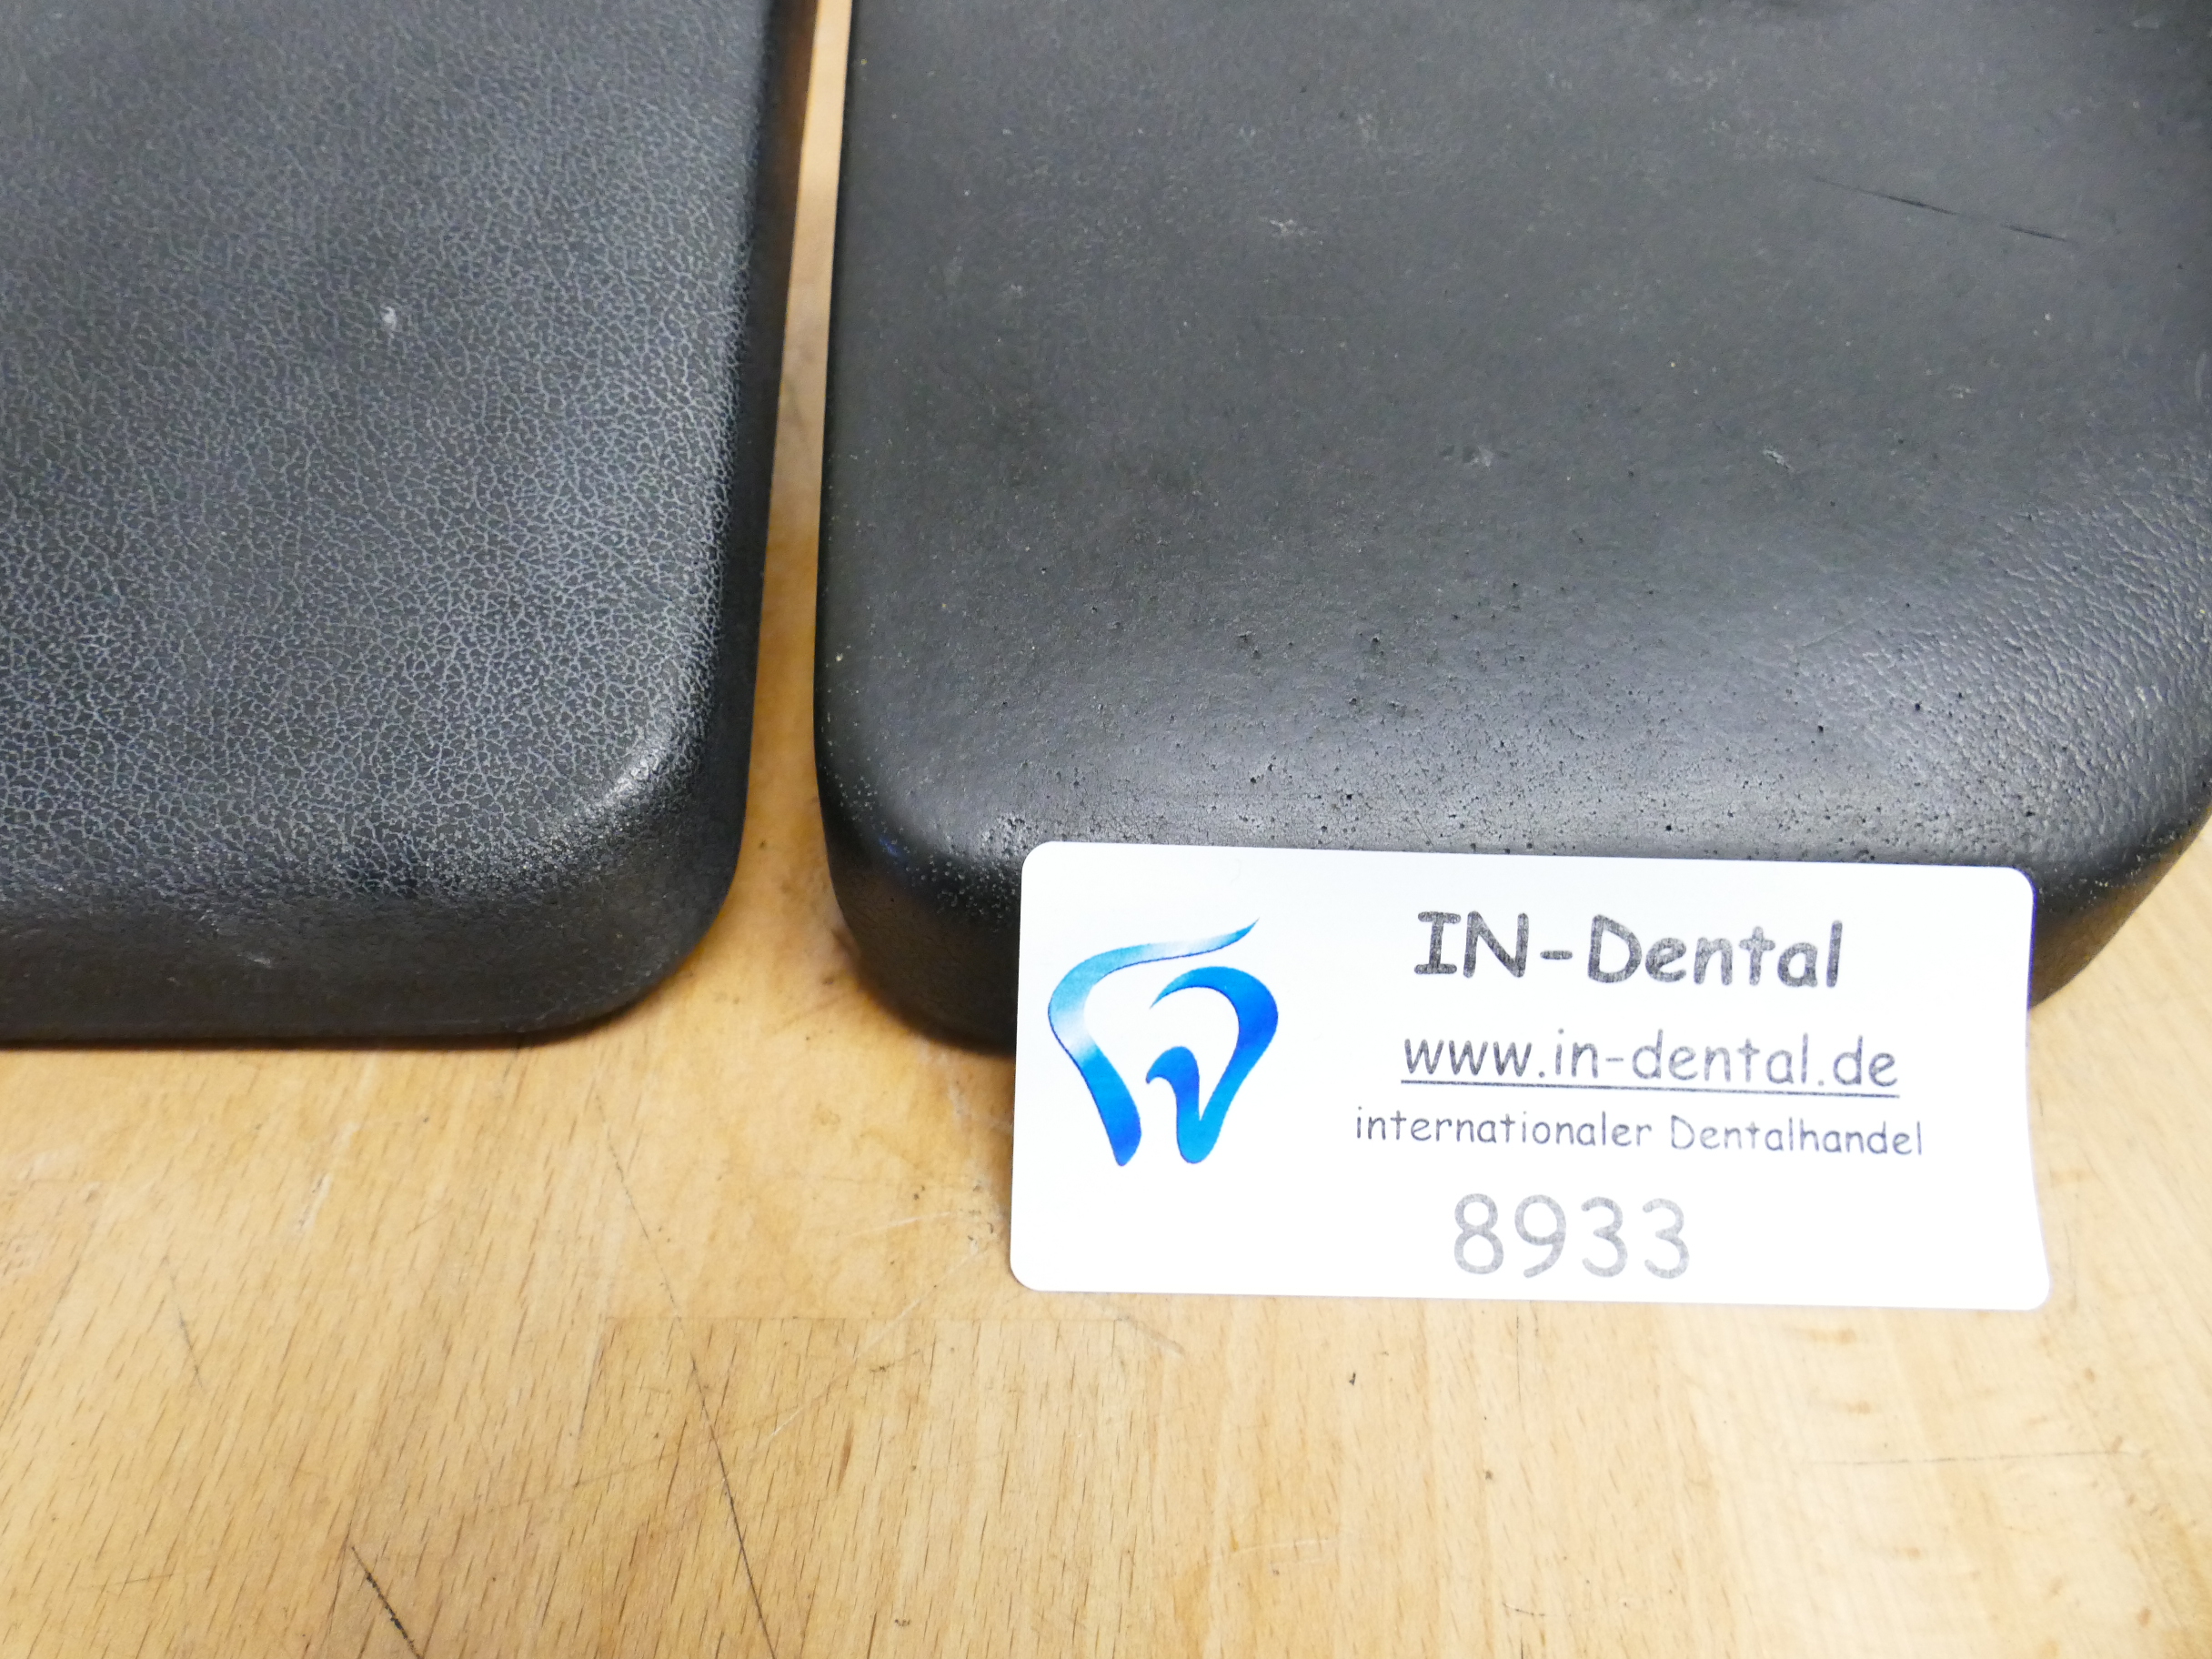 IN-Dental
www.in-dental.de
internationaler Dentalhandel
8933